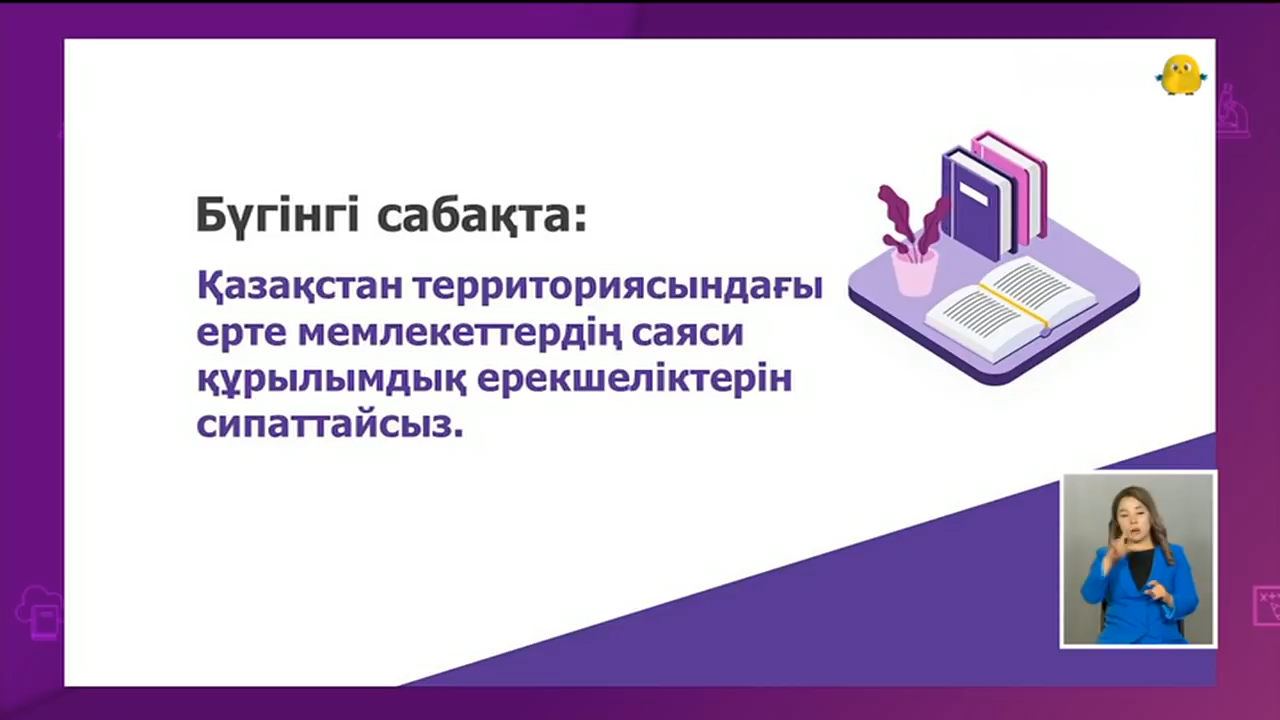 Бүгінгі сабақта:
Қазақстан территориясындағы
ерте мемлекеттердің саяси
құрылымдық ерекшеліктерін
сипаттайсыз.